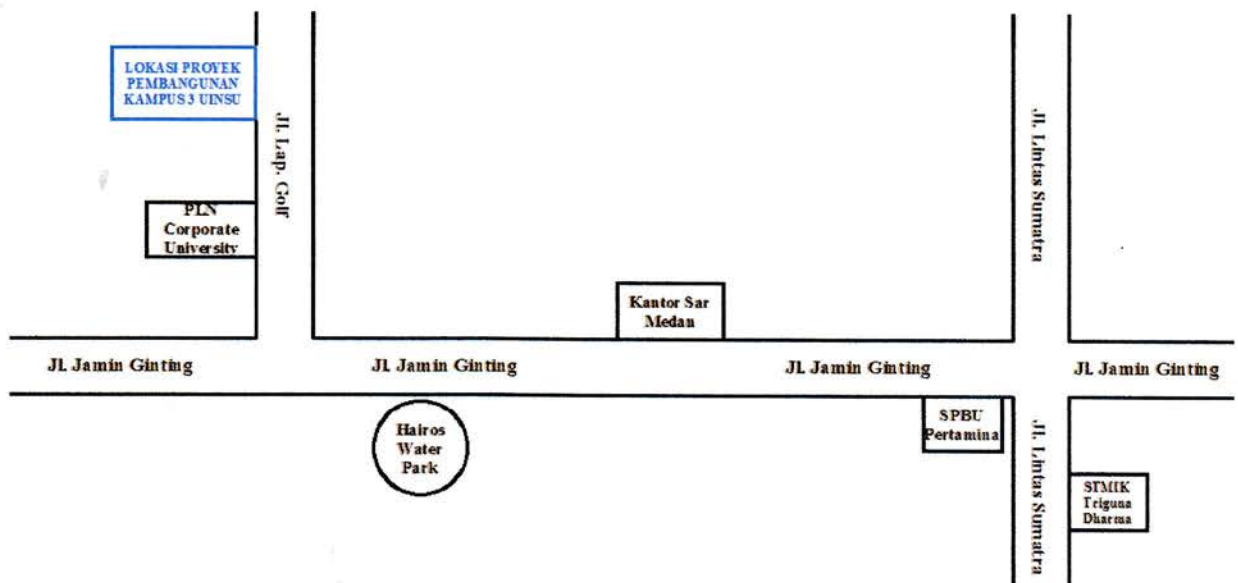 LOKASI PROYEK
PEMBANGUNAN
KAMPUS 3 UINSU
Jl. Lap. Golf
Jl. Lintas Sumatra
PLN
Corporate
University
Kantor Sar
Medan
Jl. Jamin Ginting
Jl. Jamin Ginting
Jl. Jamin Ginting
Jl. Jamin Ginting
Hairos
Water
Park
SPBU
Pertamina
Jl. Lintas Sumatra
STMIK
Triguna
Dharma